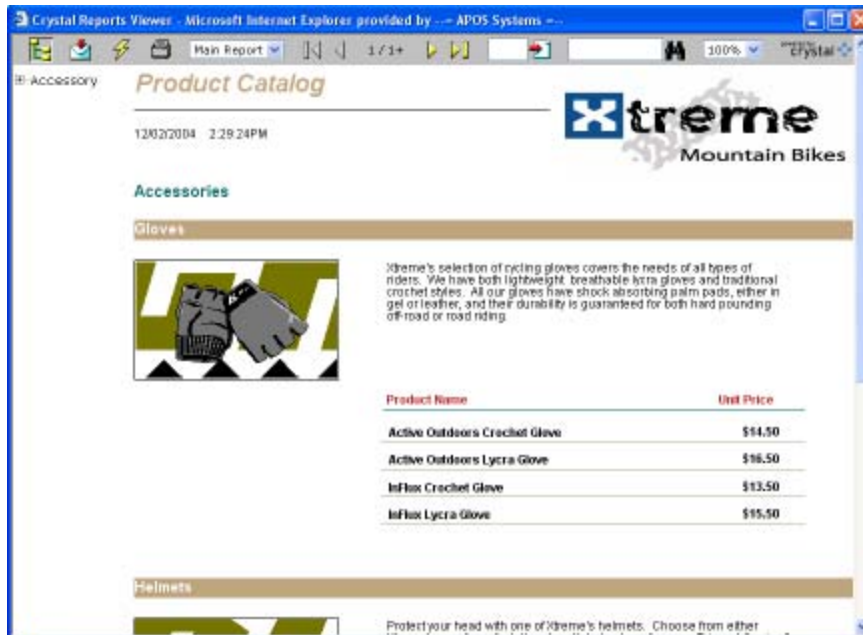 Crystal Reports Viewer - Microsoft Internet Explorer provided by --= APOS Systems =--
Main Report
1/1+
100%
crystal
Accessory
Product Catalog
Xtreme
Mountain Bikes
12/02/2004 2:29:24PM
Accessories
Gloves
Xtreme's selection of cycling gloves covers the needs of all types of
riders. We have both lightweight breathable lycra gloves and traditional
crochet styles. All our gloves have shock absorbing palm pads, either in
gel or leather, and their durability is guaranteed for both hard pounding
off-road or road riding.
Product Name Unit Price
Active Outdoors Crochet Glove $14.50
Active Outdoors Lycra Glove $16.50
InFlux Crochet Glove $13.50
InFlux Lycra Glove $15.50
Helmets
Protect your head with one of Xtreme's helmets. Choose from either